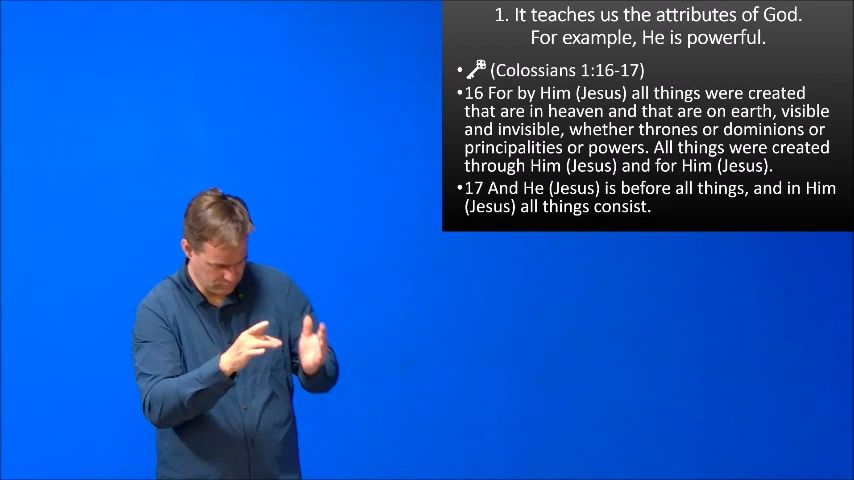 1. It teaches us the attributes of God.
For example, He is powerful.
• (Colossians 1:16-17)
•16 For by Him (Jesus) all things were created
that are in heaven and that are on earth, visible
and invisible, whether thrones or dominions or
principalities or powers. All things were created
through Him (Jesus) and for Him (Jesus).
•17 And He (Jesus) is before all things, and in Him
(Jesus) all things consist.